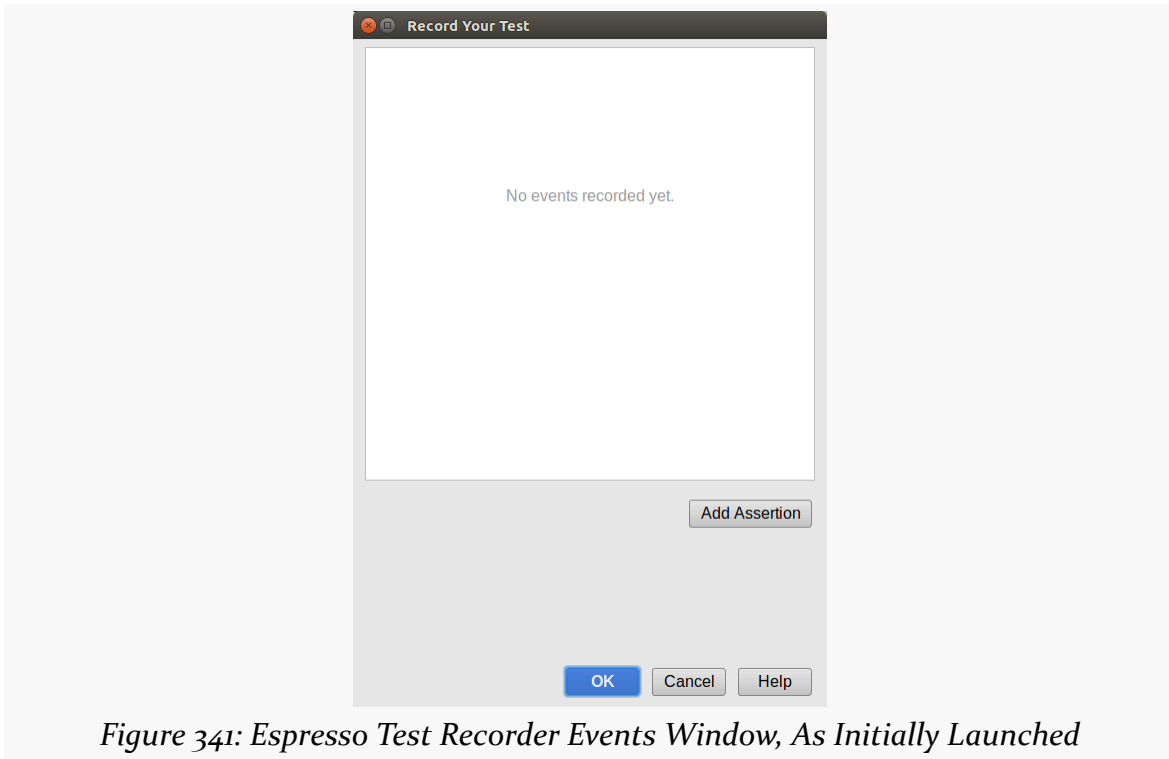 Record Your Test
No events recorded yet.
Add Assertion
OK Cancel Help
Figure 341: Espresso Test Recorder Events Window, As Initially Launched